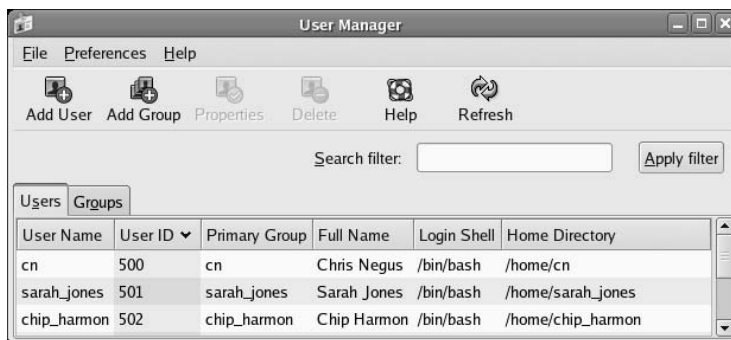 User Manager
File Preferences Help
Add User Add Group Properties Delete Help Refresh
Search filter: Apply filter
Users Groups
User Name User ID Primary Group Full Name Login Shell Home Directory
cn 500 cn Chris Negus /bin/bash /home/cn
sarah_jones 501 sarah_jones Sarah Jones /bin/bash /home/sarah_jones
chip_harmon 502 chip_harmon Chip Harmon /bin/bash /home/chip_harmon